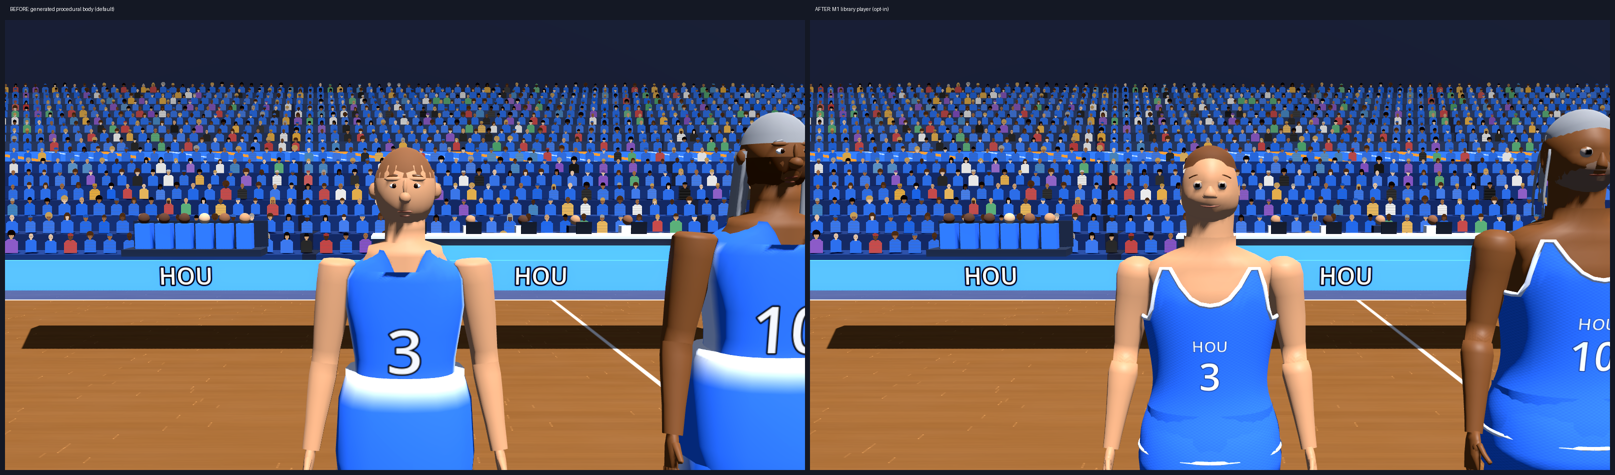 BEFORE generated procedural body (default)
AFTER M1 library player (opt-in)
HOU
HOU
3
10
HOU
HOU
HOU
3
HOU
10